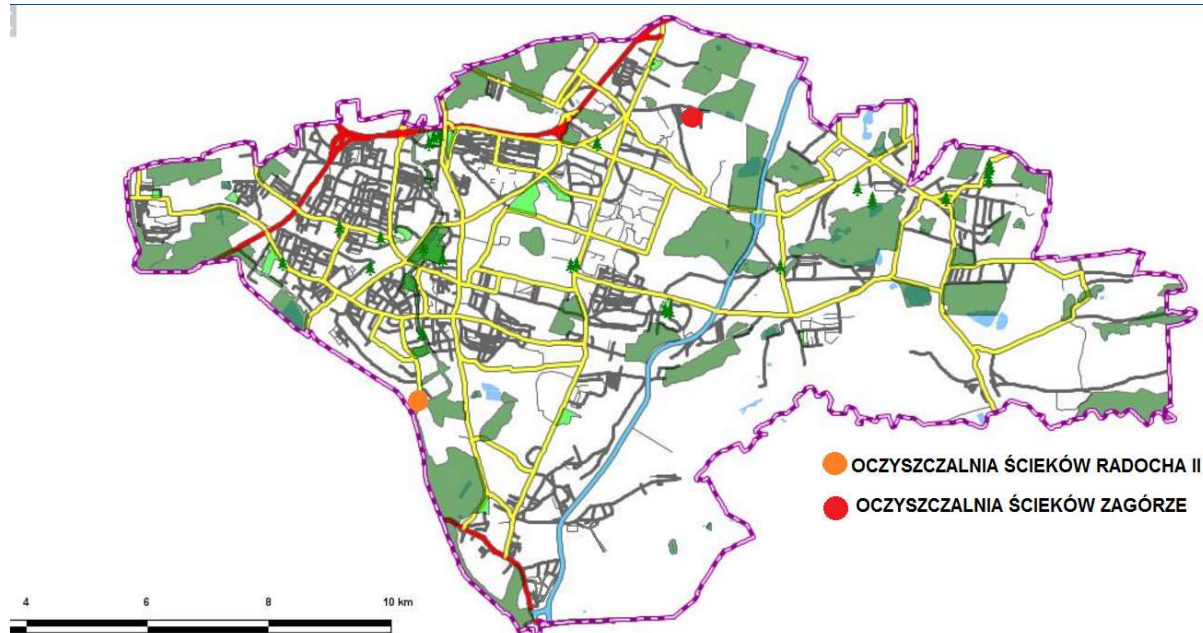 OCZYSZCZALNIA ŚCIEKÓW RADOCHA II
OCZYSZCZALNIA ŚCIEKÓW ZAGÓRZE
4 6 8 10 km